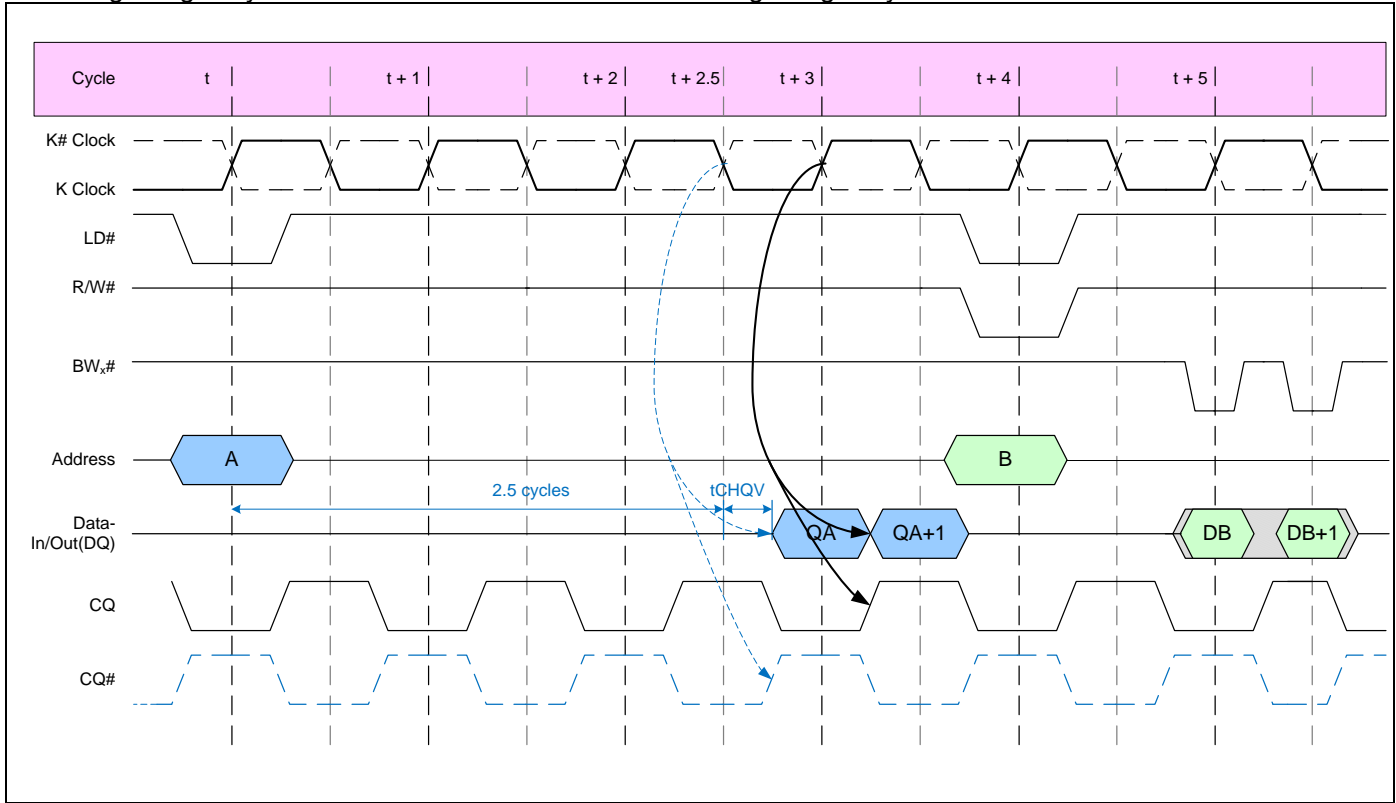 Cycle t t + 1 t + 2 t + 2.5 t + 3 t + 4 t + 5
K# Clock
K Clock
LD#
R/W#
BWₓ#
Address A B
2.5 cycles tCHQV
Data-
In/Out(DQ) QA QA+1 DB DB+1
CQ
CQ#